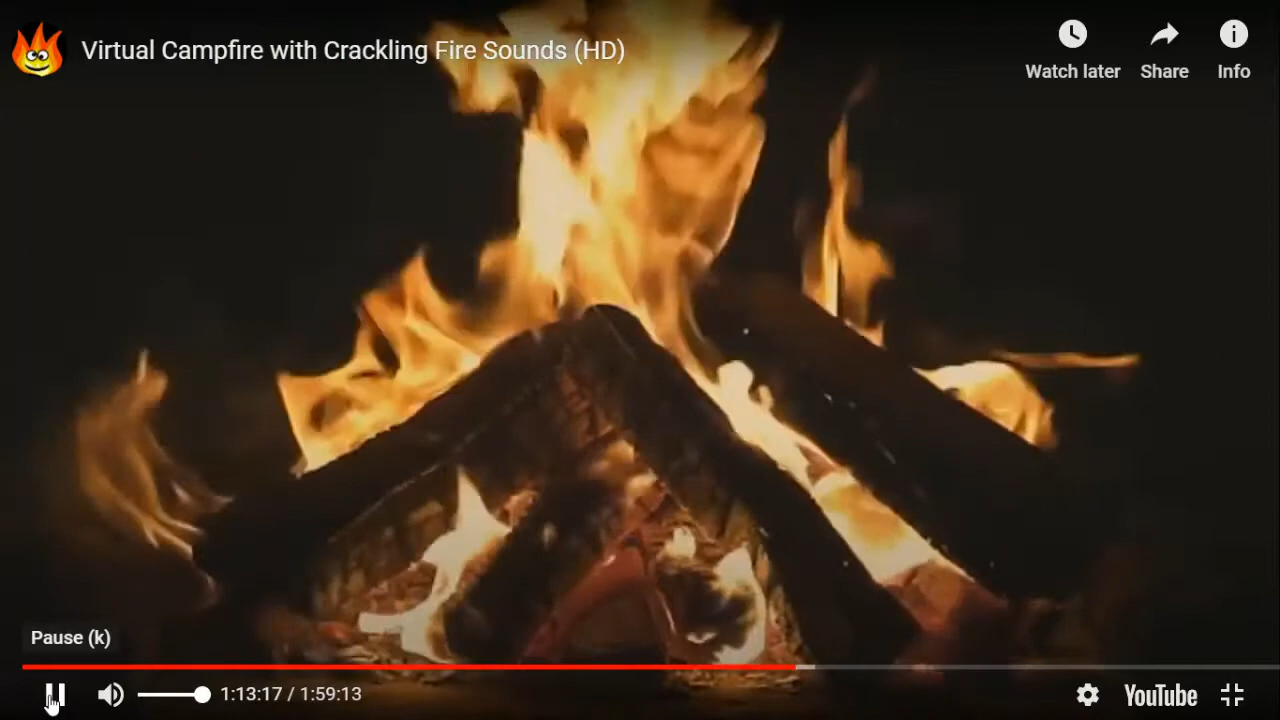 Virtual Campfire with Crackling Fire Sounds (HD)
Watch later
Share
Info
Pause (k)
1:13:17 / 1:59:13
YouTube